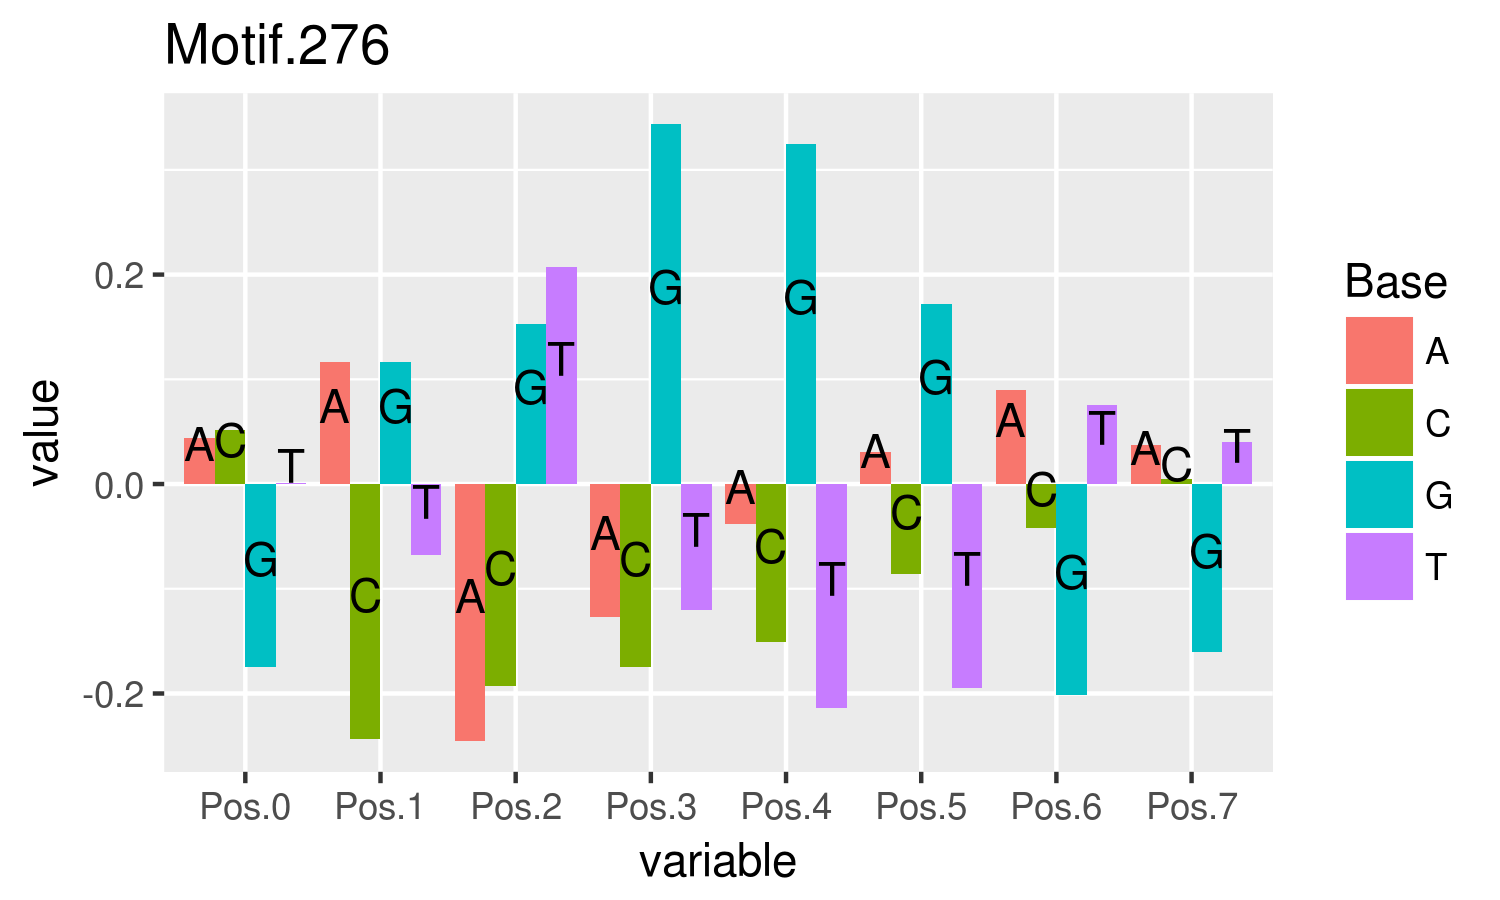 Motif.276
value
0.2
0.0
-0.2
A C G T
A C G T
A C G T
A C G T
A C G T
A C G T
A C G T
A C G T
Pos.0 Pos.1 Pos.2 Pos.3 Pos.4 Pos.5 Pos.6 Pos.7
variable
Base
A
C
G
T